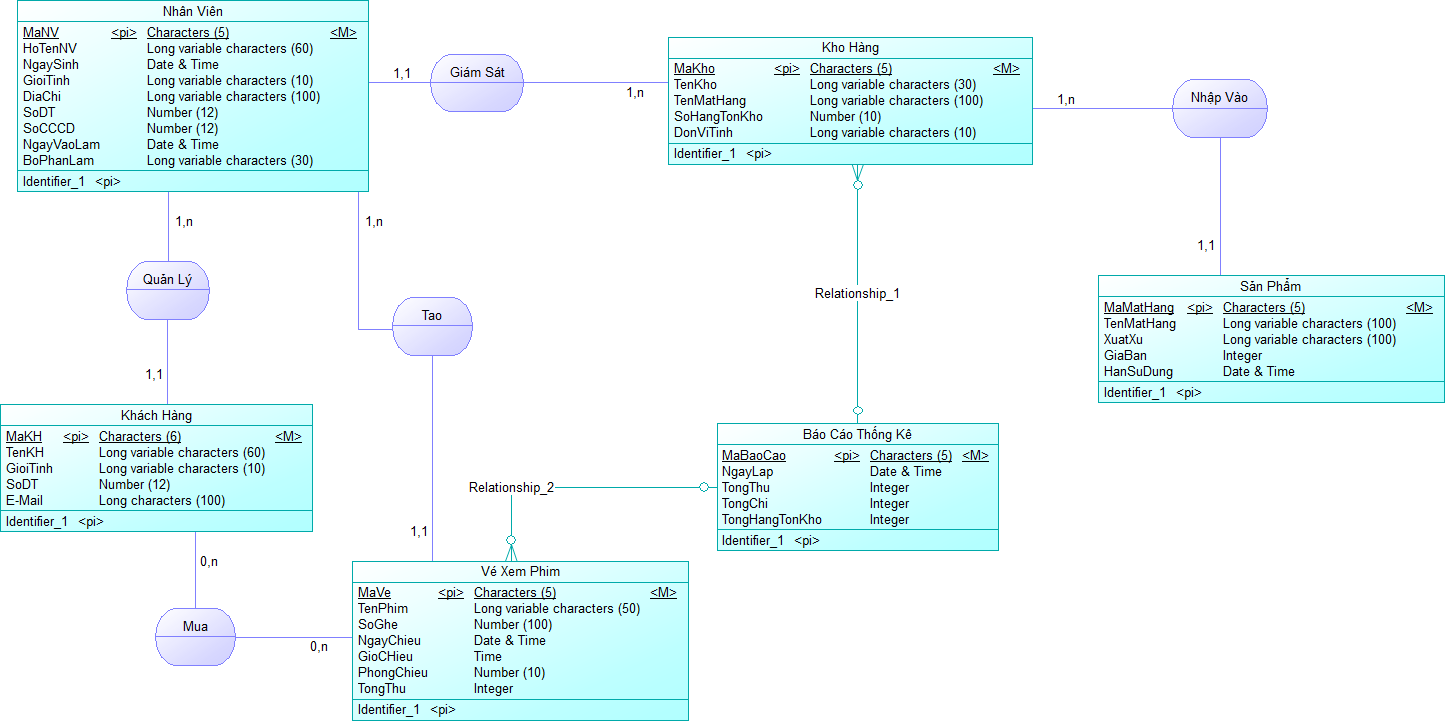 Nhân Viên
MaNV <pi> Characters (5) <M>
HoTenNV Long variable characters (60)
NgaySinh Date & Time
GioiTinh Long variable characters (10)
DiaChi Long variable characters (100)
SoDT Number (12)
SoCCCD Number (12)
NgayVaoLam Date & Time
BoPhanLam Long variable characters (30)
Identifier_1 <pi>
1,1
Giám Sát
1,n
Kho Hàng
MaKho <pi> Characters (5) <M>
TenKho Long variable characters (30)
TenMatHang Long variable characters (100)
SoHangTonKho Number (10)
DonViTinh Long variable characters (10)
Identifier_1 <pi>
1,n
Nhập Vào
1,1
Sản Phẩm
MaMatHang <pi> Characters (5) <M>
TenMatHang Long variable characters (100)
XuatXu Long variable characters (100)
GiaBan Integer
HanSuDung Date & Time
Identifier_1 <pi>
1,n
Quản Lý
1,1
1,n
Tao
1,1
Relationship_1
Khách Hàng
MaKH <pi> Characters (6) <M>
TenKH Long variable characters (60)
GioiTinh Long variable characters (10)
SoDT Number (12)
E-Mail Long characters (100)
Identifier_1 <pi>
Báo Cáo Thống Kê
MaBaoCao <pi> Characters (5) <M>
NgayLap Date & Time
TongThu Integer
TongChi Integer
TongHangTonKho Integer
Identifier_1 <pi>
Relationship_2
0,n
Mua
0,n
Vé Xem Phim
MaVe <pi> Characters (5) <M>
TenPhim Long variable characters (50)
SoGhe Number (100)
NgayChieu Date & Time
GioCHieu Time
PhongChieu Number (10)
TongThu Integer
Identifier_1 <pi>